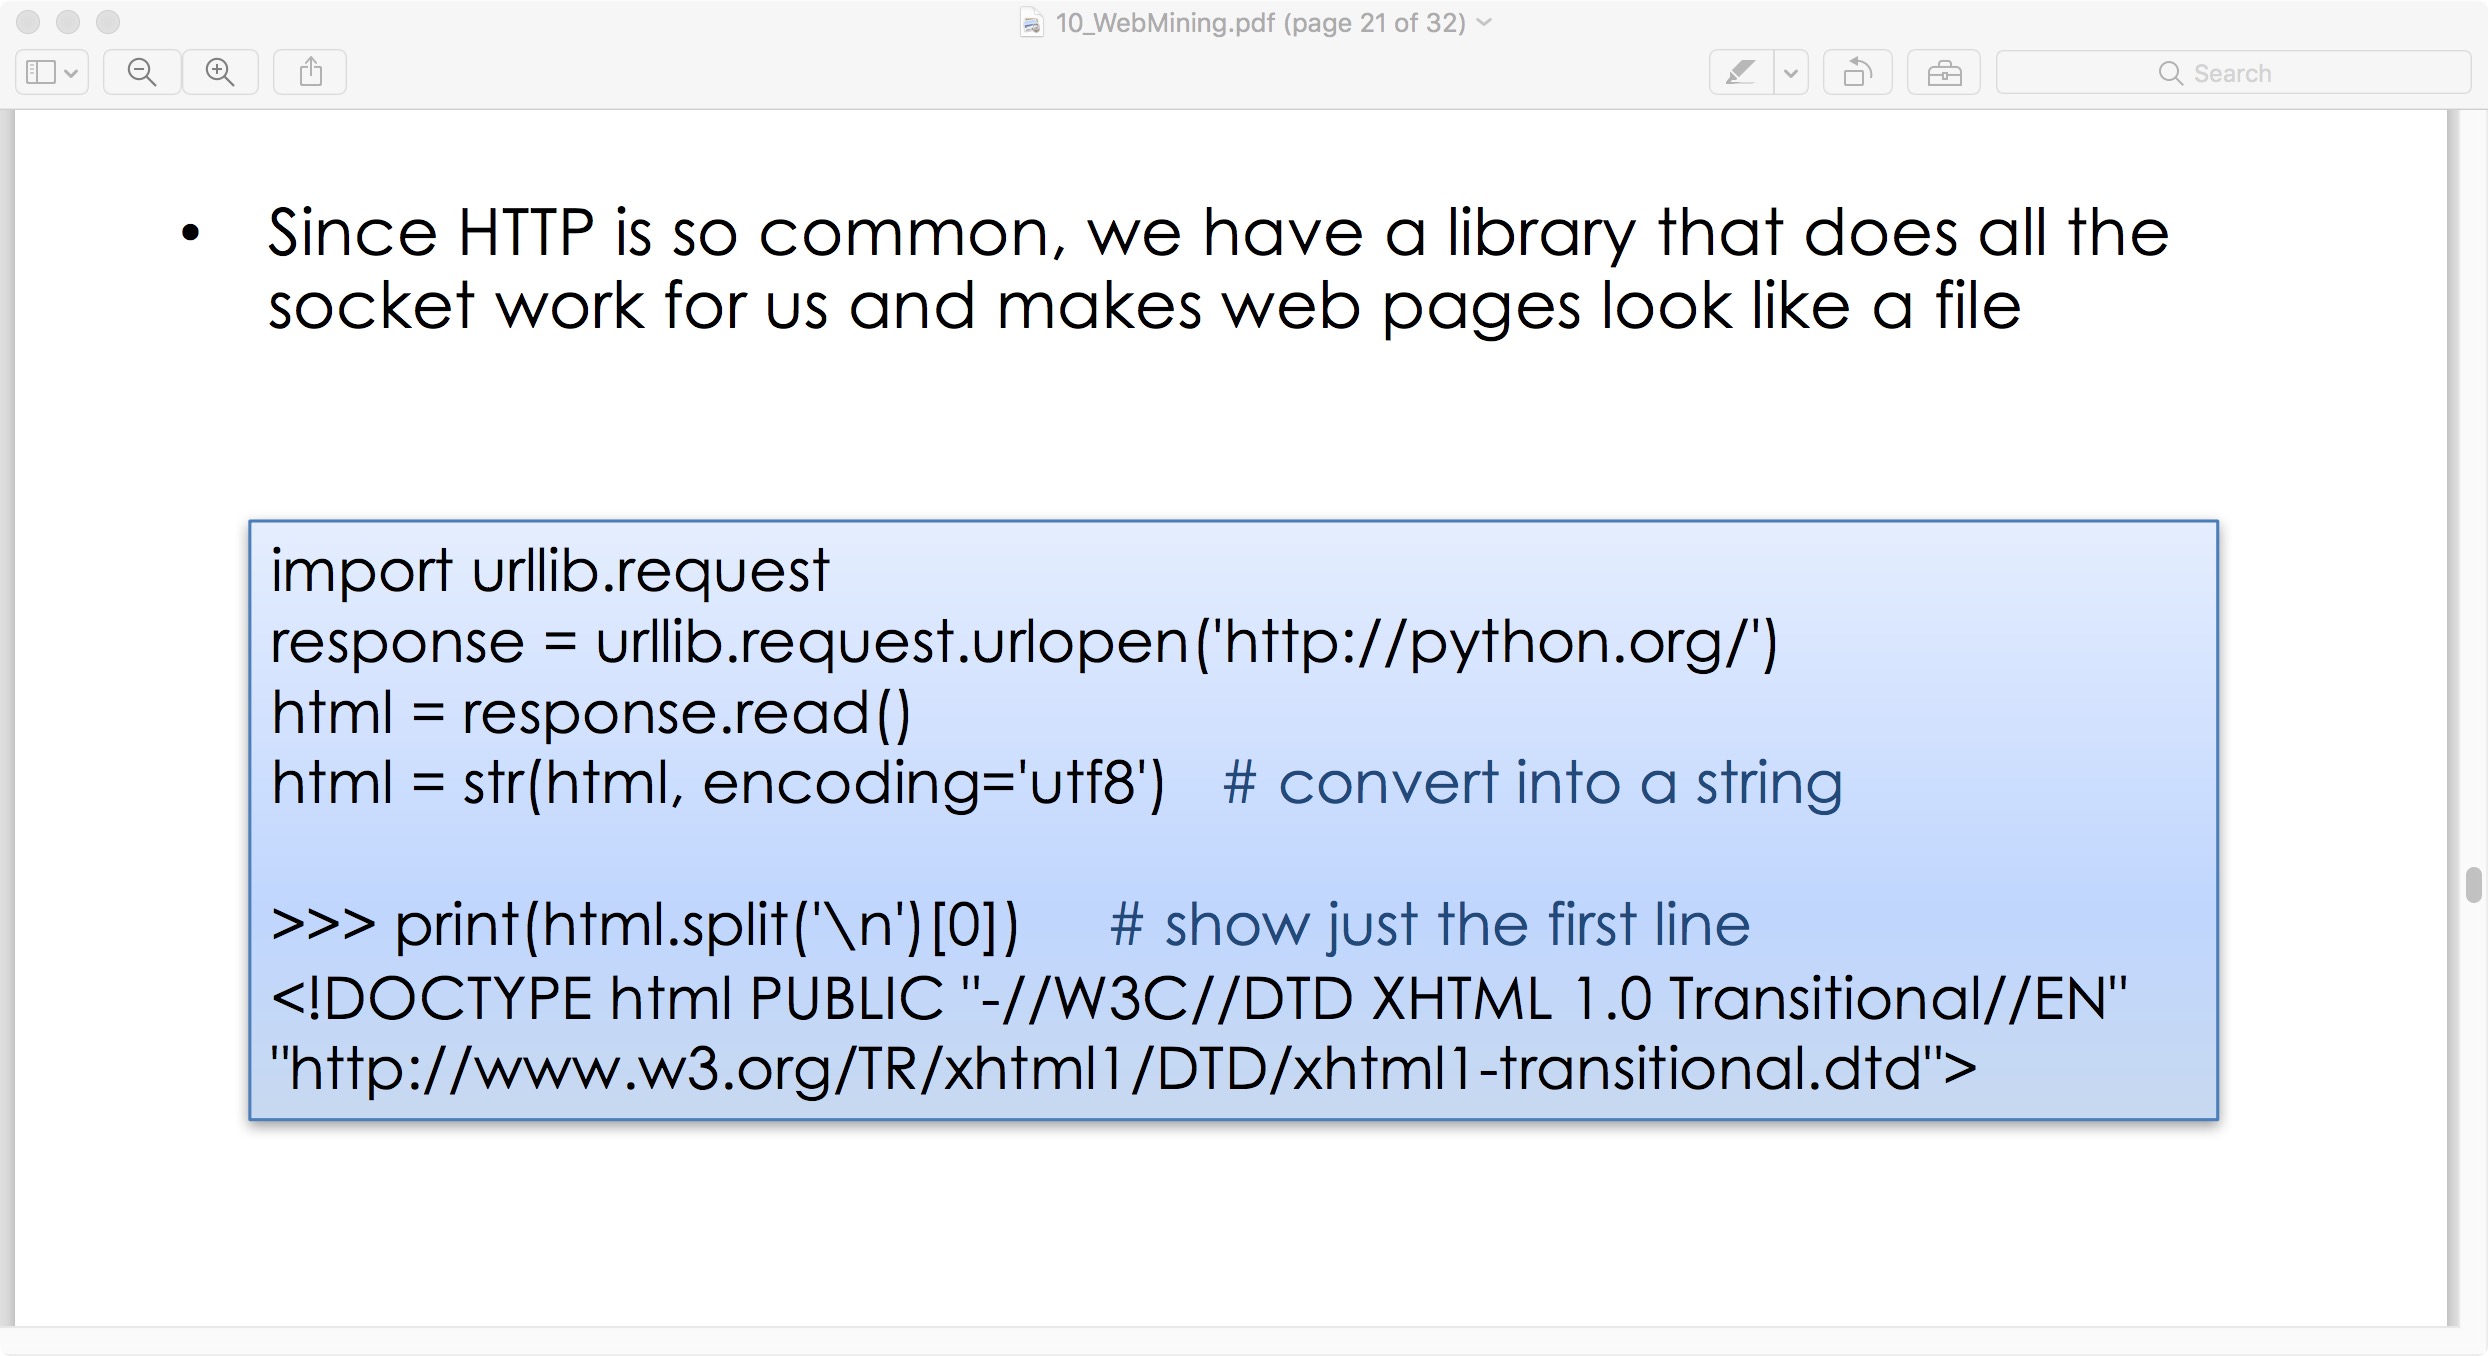 10_WebMining.pdf (page 21 of 32)
Search
• Since HTTP is so common, we have a library that does all the
socket work for us and makes web pages look like a file
import urllib.request
response = urllib.request.urlopen('http://python.org/')
html = response.read()
html = str(html, encoding='utf8') # convert into a string
>>> print(html.split('\n')[0]) # show just the first line
<!DOCTYPE html PUBLIC "-//W3C//DTD XHTML 1.0 Transitional//EN"
"http://www.w3.org/TR/xhtml1/DTD/xhtml1-transitional.dtd">